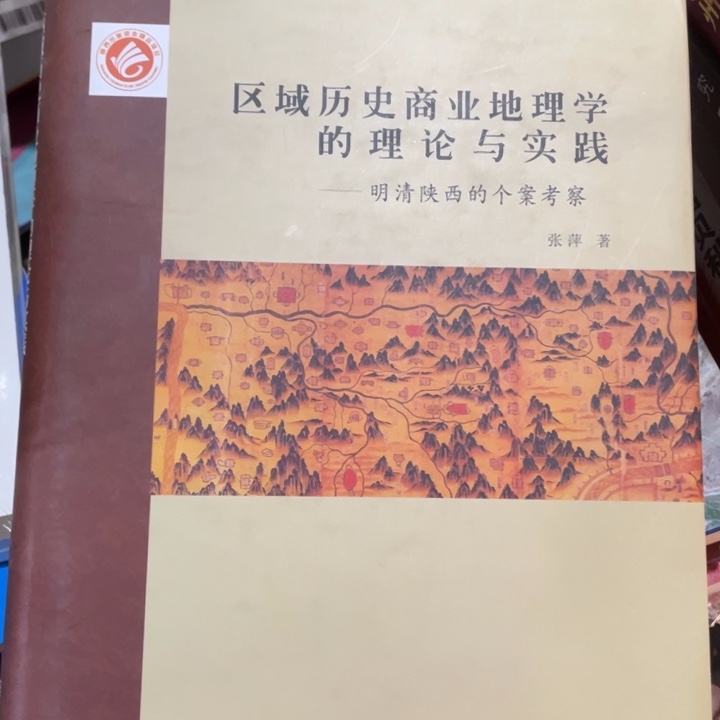 区域历史商业地理学
的理论与实践
——明清陕西的个案考察
张萍 著